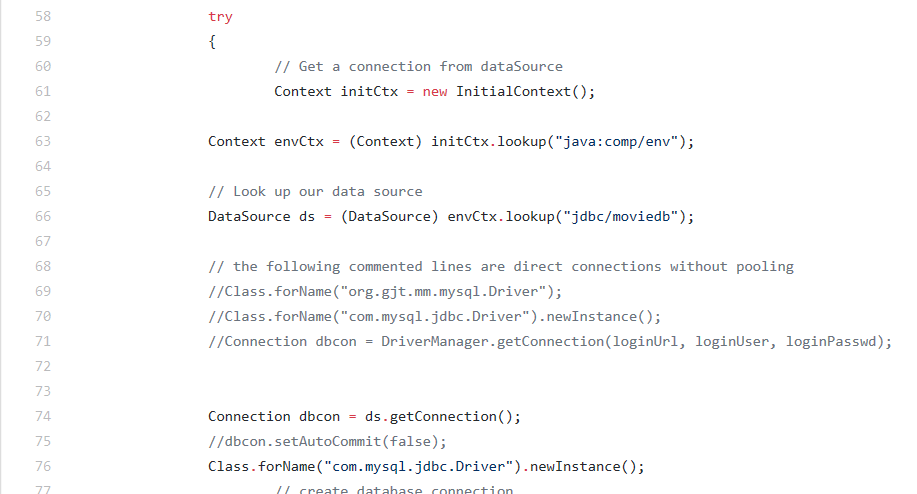 58 try
59 {
60 // Get a connection from dataSource
61 Context initCtx = new InitialContext();
62
63 Context envCtx = (Context) initCtx.lookup("java:comp/env");
64
65 // Look up our data source
66 DataSource ds = (DataSource) envCtx.lookup("jdbc/moviedb");
67
68 // the following commented lines are direct connections without pooling
69 //Class.forName("org.gjt.mm.mysql.Driver");
70 //Class.forName("com.mysql.jdbc.Driver").newInstance();
71 //Connection dbcon = DriverManager.getConnection(loginUrl, loginUser, loginPasswd);
72
73
74 Connection dbcon = ds.getConnection();
75 //dbcon.setAutoCommit(false);
76 Class.forName("com.mysql.jdbc.Driver").newInstance();
77 // create database connection